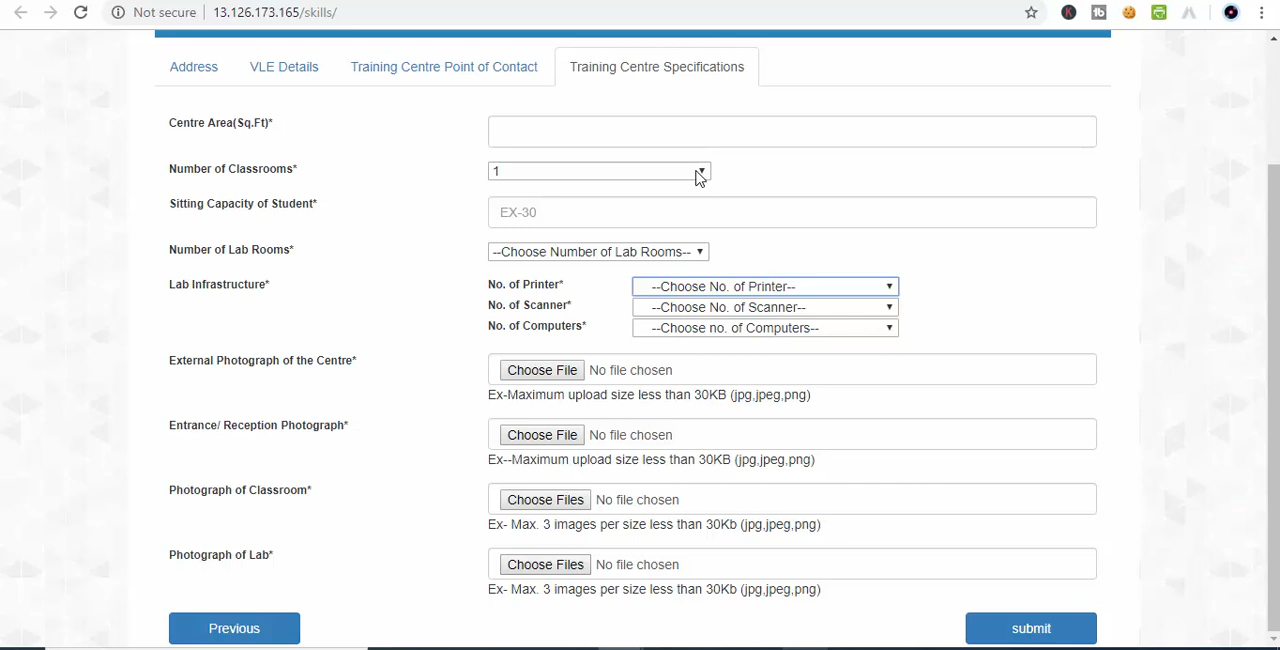 Not secure 13.126.173.165/skills/
Address VLE Details Training Centre Point of Contact Training Centre Specifications
Centre Area(Sq.Ft)*
Number of Classrooms* 1
Sitting Capacity of Student* EX-30
Number of Lab Rooms* --Choose Number of Lab Rooms--
Lab Infrastructure* No. of Printer* --Choose No. of Printer--
No. of Scanner* --Choose No. of Scanner--
No. of Computers* --Choose no. of Computers--
External Photograph of the Centre* Choose File No file chosen
Ex-Maximum upload size less than 30KB (jpg,jpeg,png)
Entrance/ Reception Photograph* Choose File No file chosen
Ex--Maximum upload size less than 30KB (jpg,jpeg,png)
Photograph of Classroom* Choose Files No file chosen
Ex- Max. 3 images per size less than 30Kb (jpg,jpeg,png)
Photograph of Lab* Choose Files No file chosen
Ex- Max. 3 images per size less than 30Kb (jpg,jpeg,png)
Previous submit